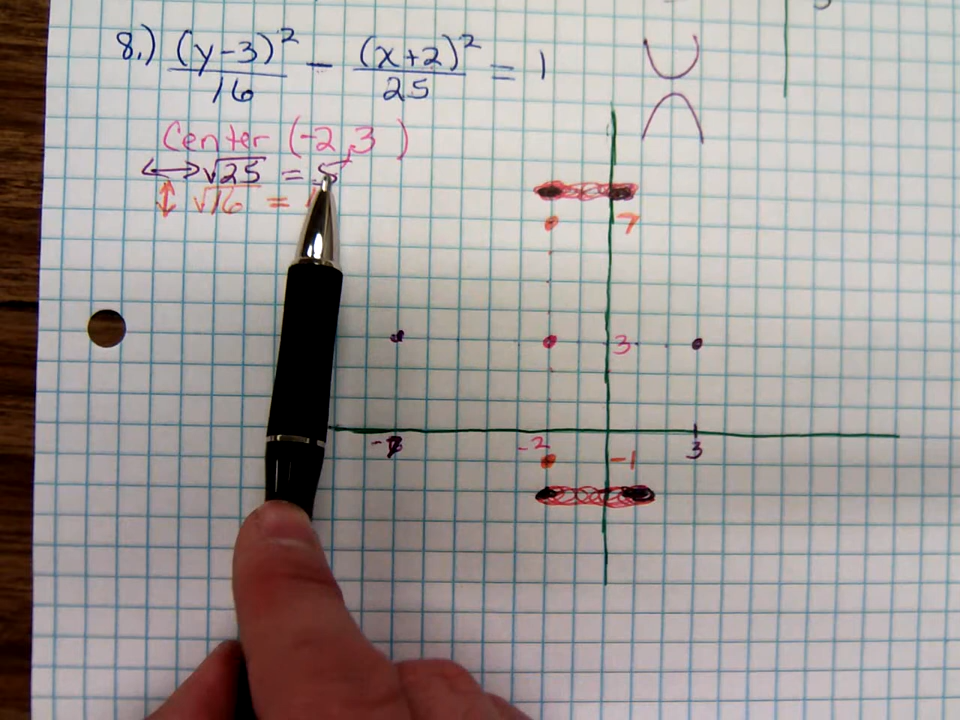 8.) (y-3)²/16 - (x+2)²/25 = 1
Center (-2,3)
↔ √25 = 5
↕ √16 =
7
3
-2
3
-1